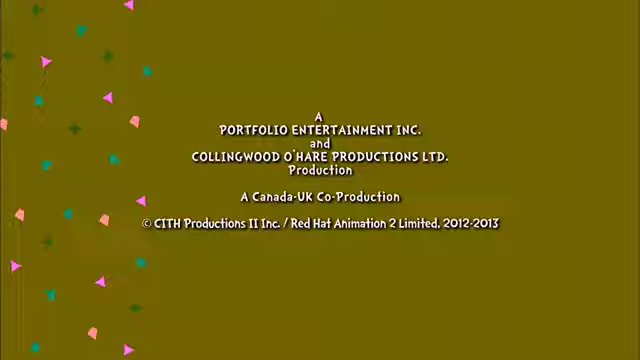 A
PORTFOLIO ENTERTAINMENT INC.
and
COLLINGWOOD O'HARE PRODUCTIONS LTD.
Production
A Canada-UK Co-Production
© CITH Productions II Inc. / Red Hat Animation 2 Limited, 2012-2013